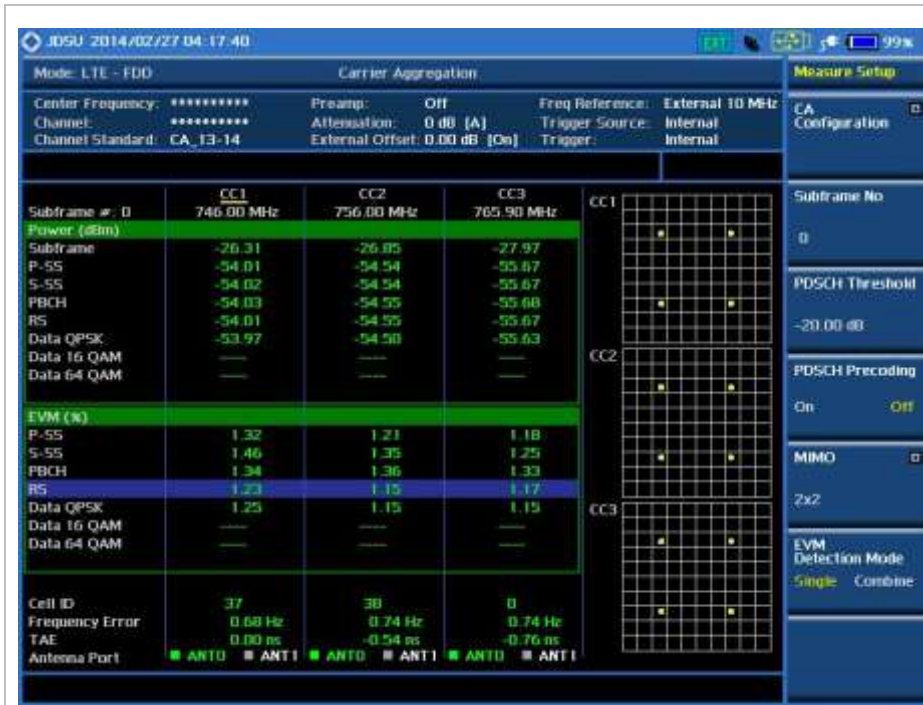 JDSU 2014/02/27 04:17:40 EXT 99%
Mode: LTE - FDD Carrier Aggregation Measure Setup
Center Frequency: ********** Preamp: Off Freq Reference: External 10 MHz
Channel: ********** Attenuation: 0 dB [A] Trigger Source: Internal
Channel Standard: CA_13-14 External Offset: 0.00 dB [On] Trigger: Internal
CA Configuration
CC1 CC2 CC3
Subframe #: 0 746.00 MHz 756.00 MHz 765.90 MHz
Power (dBm)
Subframe -26.31 -26.85 -27.97
P-SS -54.01 -54.54 -55.67
S-SS -54.02 -54.54 -55.67
PBCH -54.03 -54.55 -55.68
RS -54.01 -54.55 -55.67
Data QPSK -53.97 -54.50 -55.63
Data 16 QAM ---- ---- ----
Data 64 QAM ---- ---- ----
EVM (%)
P-SS 1.32 1.21 1.18
S-SS 1.46 1.35 1.25
PBCH 1.34 1.36 1.33
RS 1.23 1.15 1.17
Data QPSK 1.25 1.15 1.15
Data 16 QAM ---- ---- ----
Data 64 QAM ---- ---- ----
Cell ID 37 38 0
Frequency Error 0.68 Hz 0.74 Hz 0.74 Hz
TAE 0.00 ns -0.54 ns -0.76 ns
Antenna Port ANT0 ANT1 ANT0 ANT1 ANT0 ANT1
CC1
CC2
CC3
Subframe No
0
PDSCH Threshold
-20.00 dB
PDSCH Precoding
On Off
MIMO
2x2
EVM
Detection Mode
Single Combine